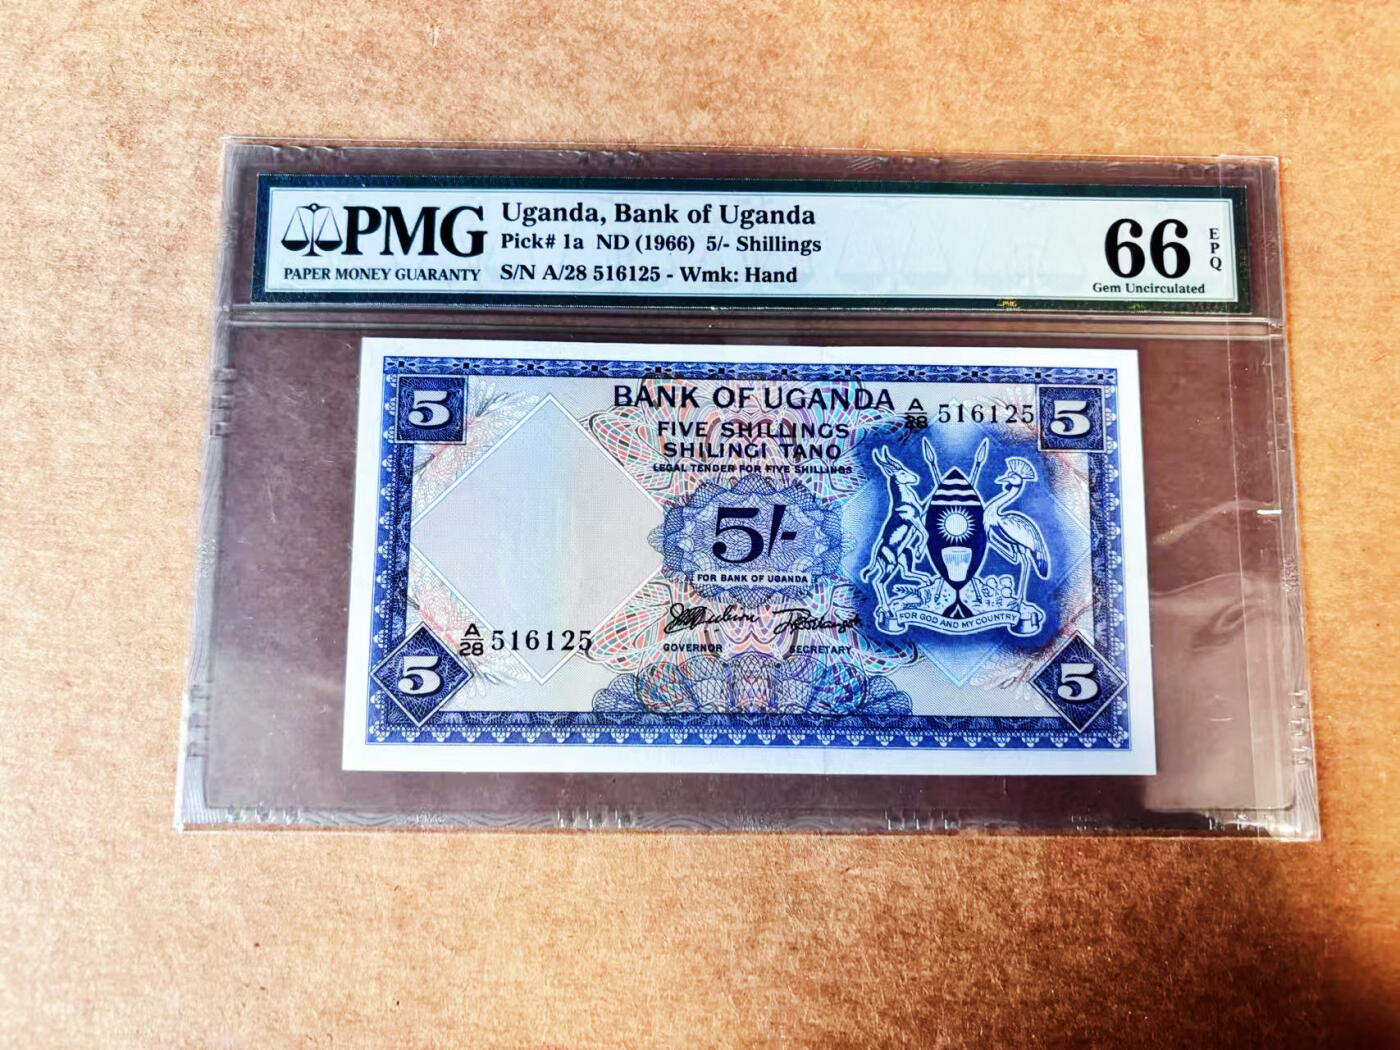 PMG
PAPER MONEY GUARANTY
Uganda, Bank of Uganda
Pick# 1a ND (1966) 5/- Shillings
S/N A/28 516125 - Wmk: Hand
66
EPQ
Gem Uncirculated
5
BANK OF UGANDA
A/28 516125
5
FIVE SHILLINGS
SHILINGI TANO
LEGAL TENDER FOR FIVE SHILLINGS
5/-
FOR BANK OF UGANDA
FOR GOD AND MY COUNTRY
A/28 516125
GOVERNOR
SECRETARY
5
5
PMG